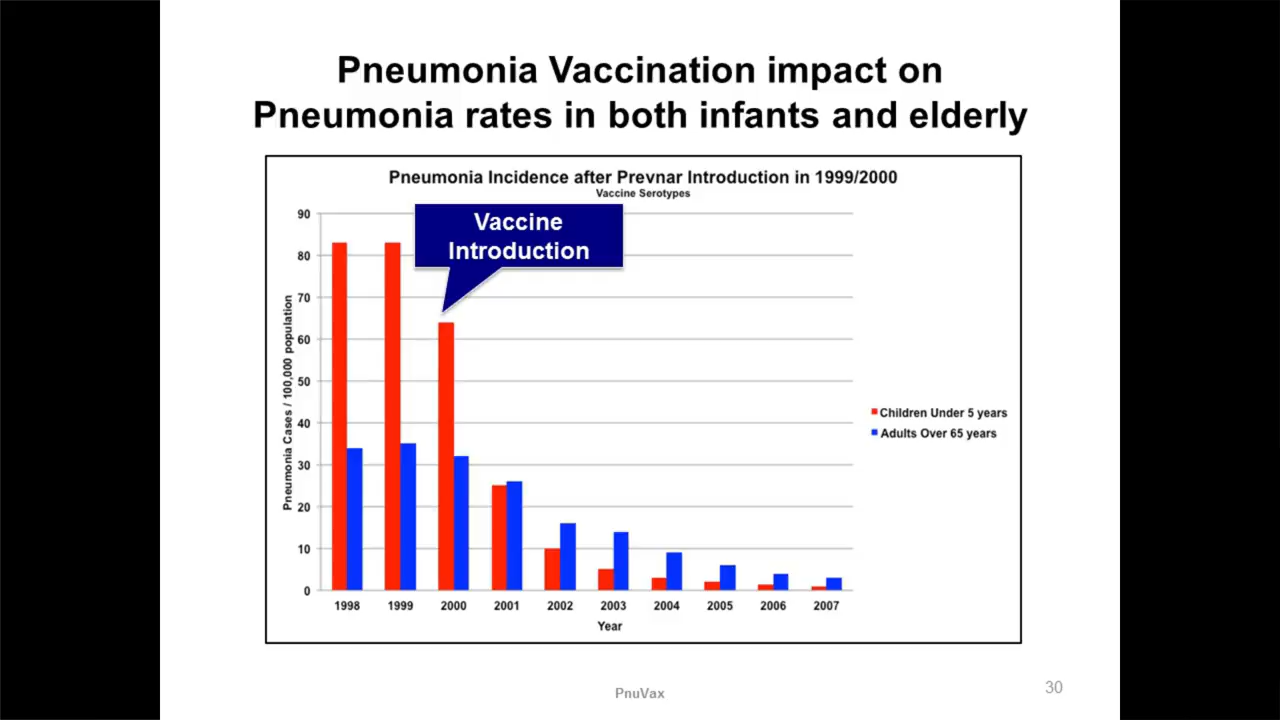 Pneumonia Vaccination impact on
Pneumonia rates in both infants and elderly
Pneumonia Incidence after Prevnar Introduction in 1999/2000
Vaccine Serotypes
Vaccine
Introduction
Pneumonia Cases / 100,000 population
90
80
70
60
50
40
30
20
10
0
1998 1999 2000 2001 2002 2003 2004 2005 2006 2007
Year
Children Under 5 years
Adults Over 65 years
PnuVax
30